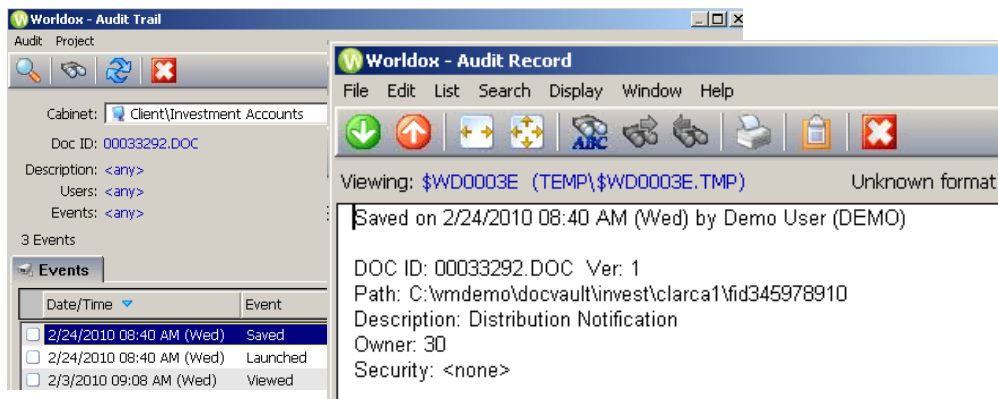 Worldox - Audit Trail
Audit Project
Cabinet: Client\Investment Accounts
Doc ID: 00033292.DOC
Description: <any>
Users: <any>
Events: <any>
3 Events
Events
Date/Time Event
2/24/2010 08:40 AM (Wed) Saved
2/24/2010 08:40 AM (Wed) Launched
2/3/2010 09:08 AM (Wed) Viewed
Worldox - Audit Record
File Edit List Search Display Window Help
ABC
Viewing: $WD0003E (TEMP\$WD0003E.TMP) Unknown format
Saved on 2/24/2010 08:40 AM (Wed) by Demo User (DEMO)
DOC ID: 00033292.DOC Ver: 1
Path: C:\wmdemo\docvault\invest\clarca1\fid345978910
Description: Distribution Notification
Owner: 30
Security: <none>